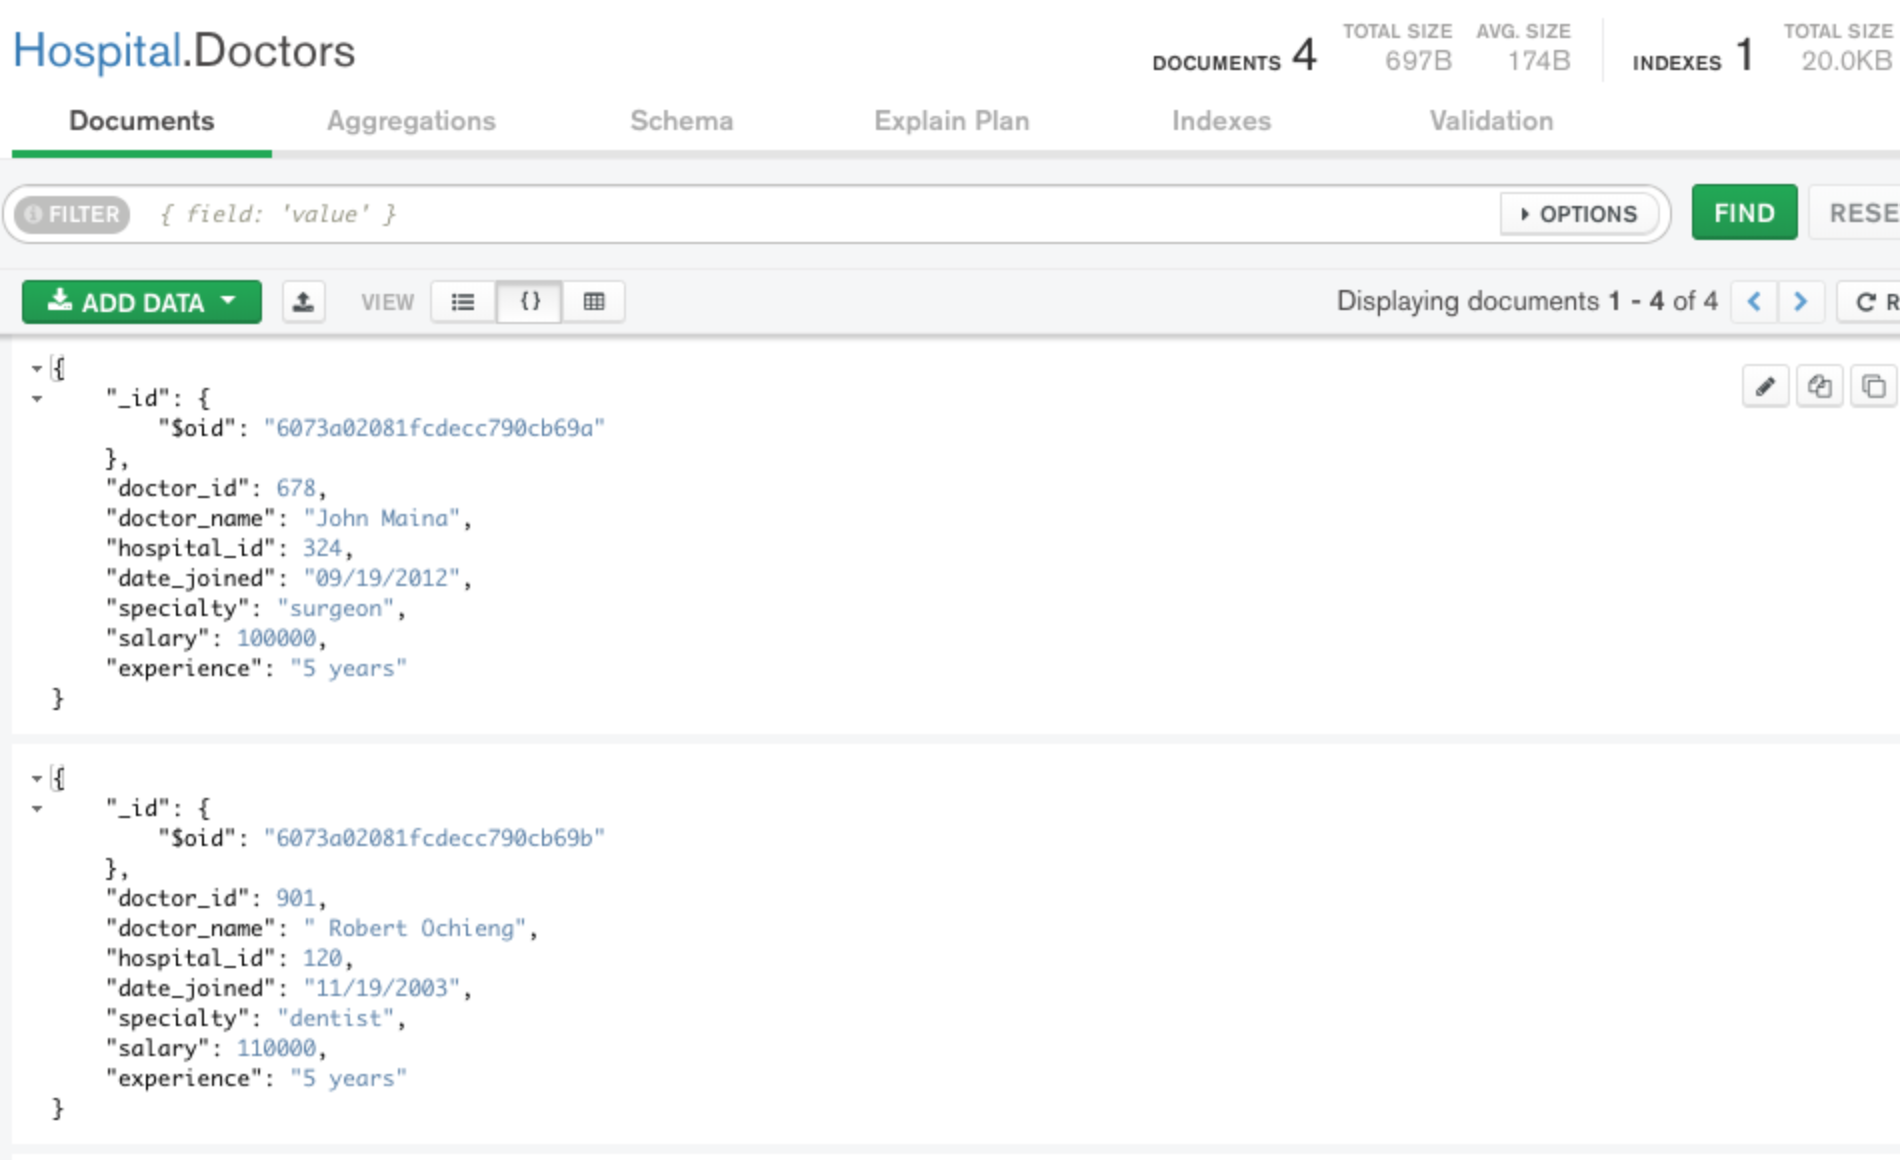 Hospital.Doctors
DOCUMENTS 4 TOTAL SIZE 697B AVG. SIZE 174B INDEXES 1 TOTAL SIZE 20.0KB
Documents Aggregations Schema Explain Plan Indexes Validation
FILTER { field: 'value' } OPTIONS FIND RESE
ADD DATA VIEW {} Displaying documents 1 - 4 of 4 R
{
"_id": {
"$oid": "6073a02081fcdecc790cb69a"
},
"doctor_id": 678,
"doctor_name": "John Maina",
"hospital_id": 324,
"date_joined": "09/19/2012",
"specialty": "surgeon",
"salary": 100000,
"experience": "5 years"
}
{
"_id": {
"$oid": "6073a02081fcdecc790cb69b"
},
"doctor_id": 901,
"doctor_name": " Robert Ochieng",
"hospital_id": 120,
"date_joined": "11/19/2003",
"specialty": "dentist",
"salary": 110000,
"experience": "5 years"
}